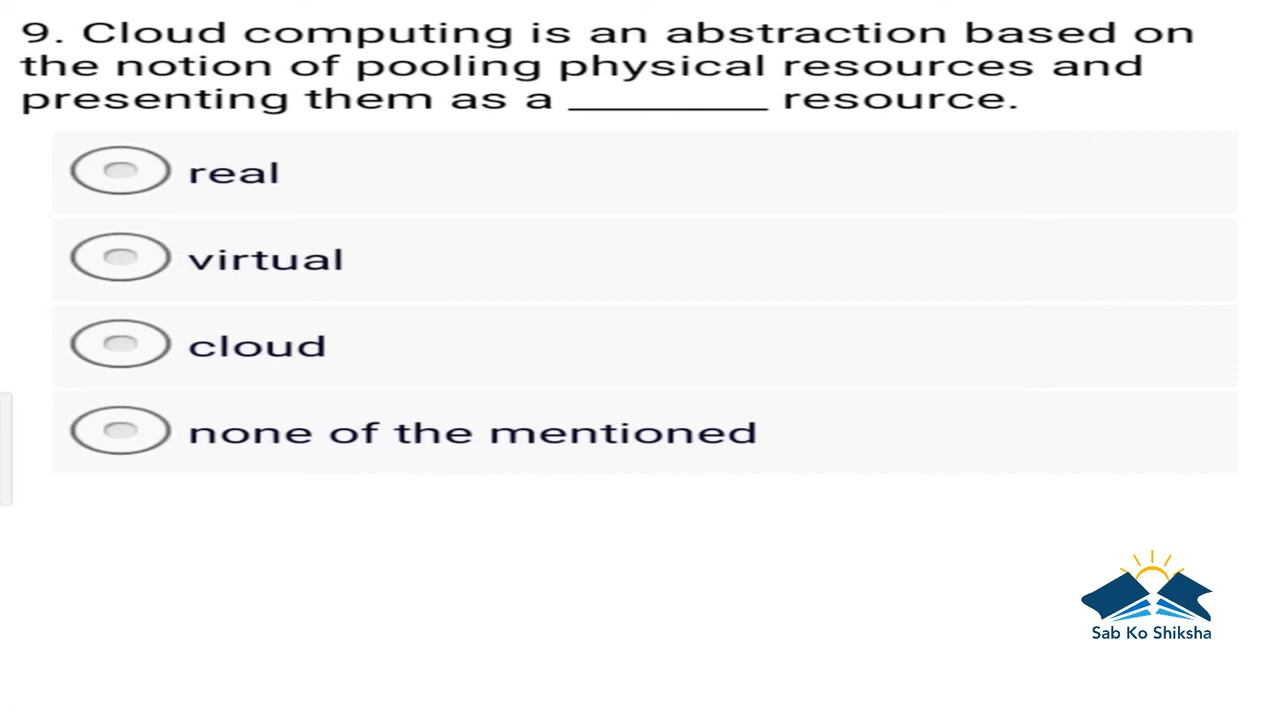 9. Cloud computing is an abstraction based on
the notion of pooling physical resources and
presenting them as a ________ resource.
real
virtual
cloud
none of the mentioned
Sab Ko Shiksha